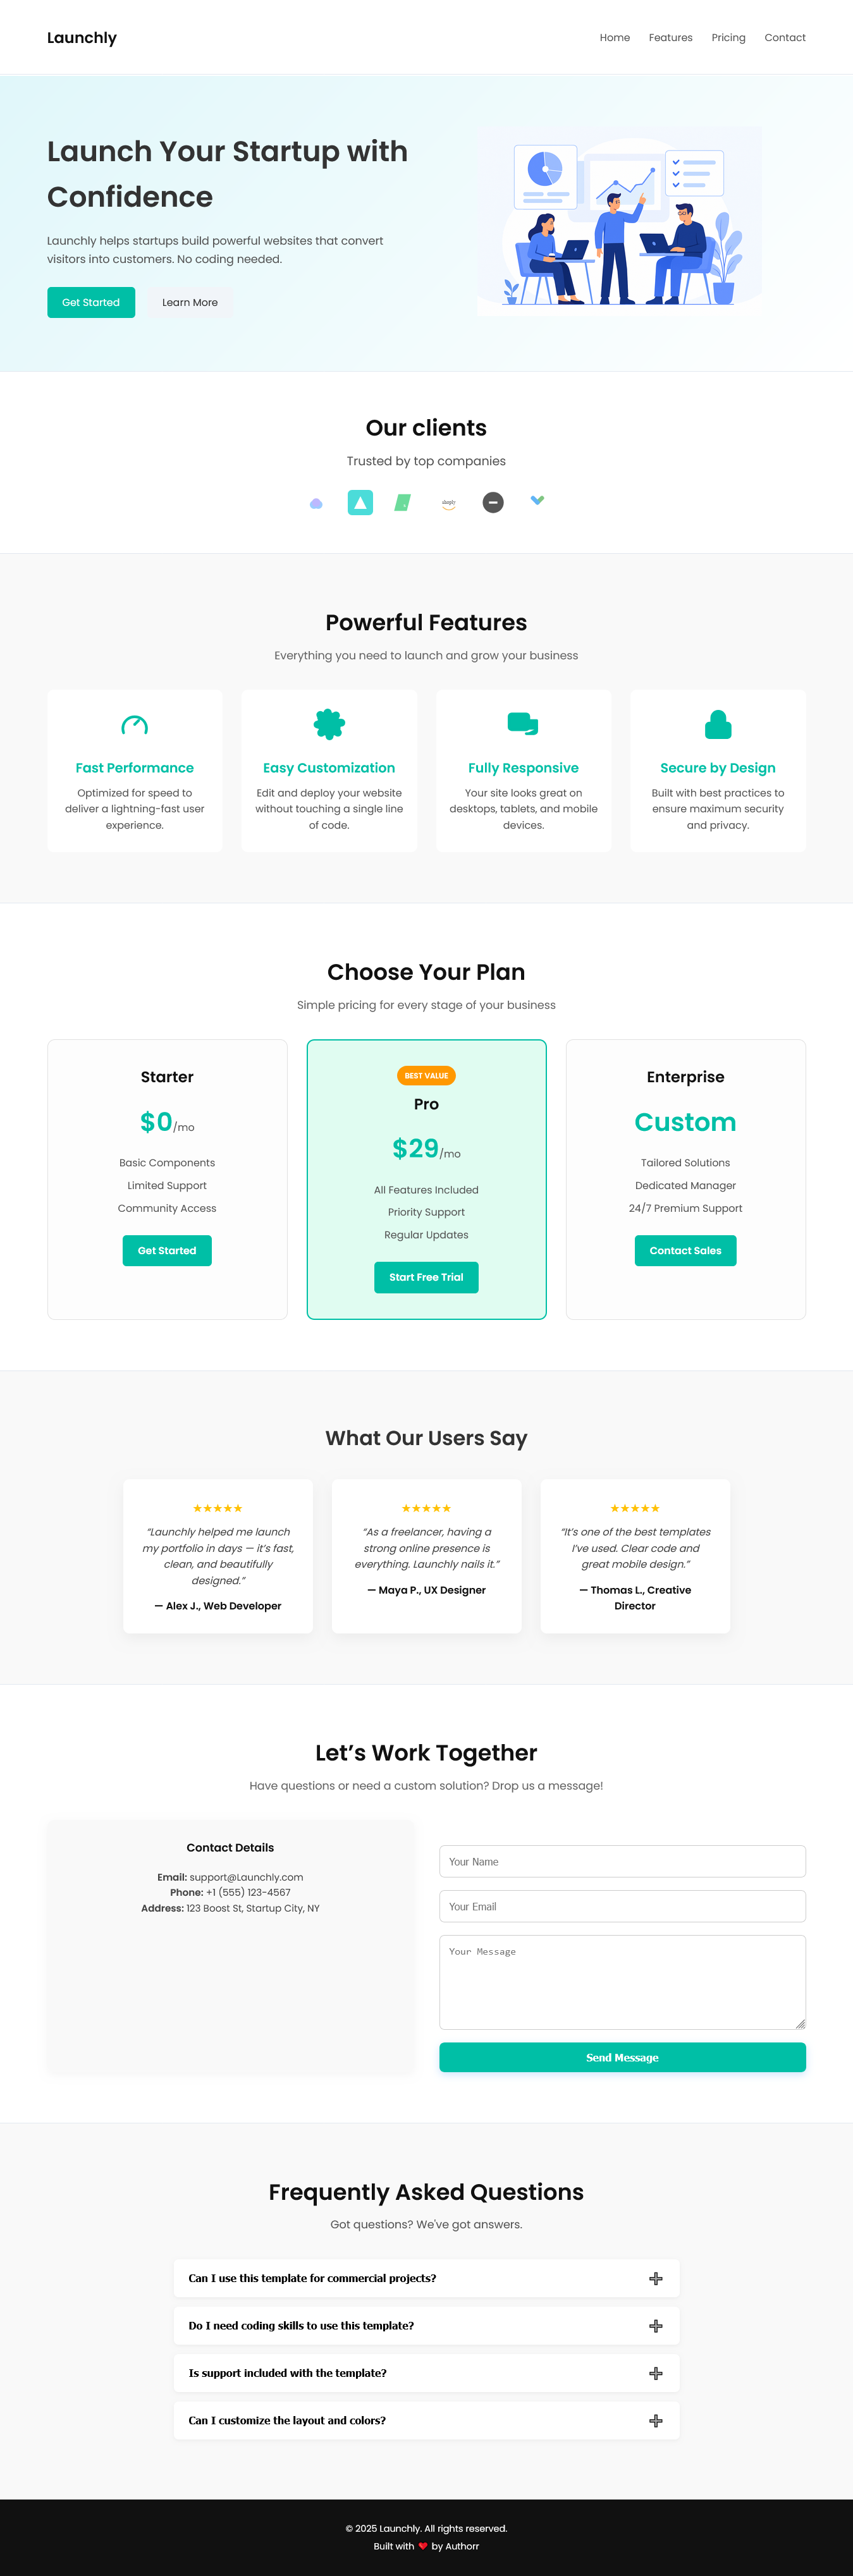 Launchly
Home Features Pricing Contact
Launch Your Startup with
Confidence
Launchly helps startups build powerful websites that convert
visitors into customers. No coding needed.
Get Started Learn More
Our clients
Trusted by top companies
Powerful Features
Everything you need to launch and grow your business
Fast Performance
Optimized for speed to
deliver a lightning-fast user
experience.
Easy Customization
Edit and deploy your website
without touching a single line
of code.
Fully Responsive
Your site looks great on
desktops, tablets, and mobile
devices.
Secure by Design
Built with best practices to
ensure maximum security
and privacy.
Choose Your Plan
Simple pricing for every stage of your business
Starter
$0/mo
Basic Components
Limited Support
Community Access
Get Started
BEST VALUE
Pro
$29/mo
All Features Included
Priority Support
Regular Updates
Start Free Trial
Enterprise
Custom
Tailored Solutions
Dedicated Manager
24/7 Premium Support
Contact Sales
What Our Users Say
★★★★★
“Launchly helped me launch
my portfolio in days — it’s fast,
clean, and beautifully
designed.”
— Alex J., Web Developer
★★★★★
“As a freelancer, having a
strong online presence is
everything. Launchly nails it.”
— Maya P., UX Designer
★★★★★
“It’s one of the best templates
I’ve used. Clear code and
great mobile design.”
— Thomas L., Creative
Director
Let’s Work Together
Have questions or need a custom solution? Drop us a message!
Contact Details
Email: support@Launchly.com
Phone: +1 (555) 123-4567
Address: 123 Boost St, Startup City, NY
Your Name
Your Email
Your Message
Send Message
Frequently Asked Questions
Got questions? We've got answers.
Can I use this template for commercial projects?
Do I need coding skills to use this template?
Is support included with the template?
Can I customize the layout and colors?
© 2025 Launchly. All rights reserved.
Built with ❤ by Authorr